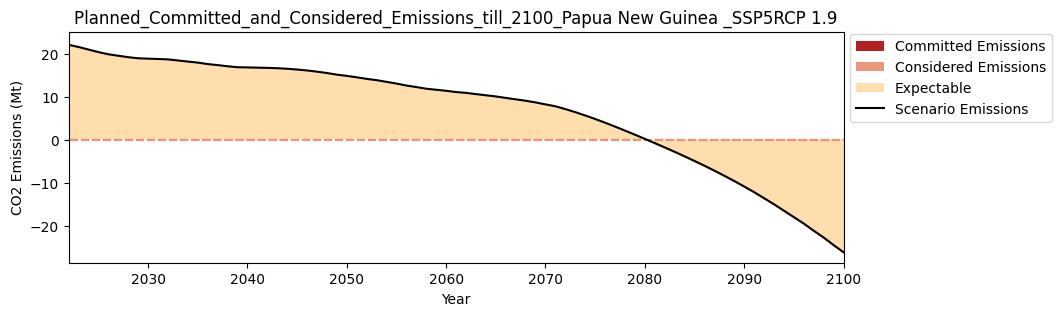 Planned_Committed_and_Considered_Emissions_till_2100_Papua New Guinea _SSP5RCP 1.9
CO2 Emissions (Mt)
20
10
0
−10
−20
2030 2040 2050 2060 2070 2080 2090 2100
Year
Committed Emissions
Considered Emissions
Expectable
Scenario Emissions